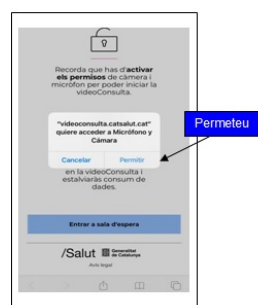 Recorda que has d'activar
els permisos de càmera i
micròfon per poder iniciar la
videoConsulta.
"videoconsulta.catsalut.cat"
quiere acceder a Micrófono y
Cámara
Cancelar Permitir
Permeteu
en la videoConsulta i
estalviaràs consum de
dades.
Entrar a sala d'espera
/Salut Generalitat
de Catalunya
Avís legal